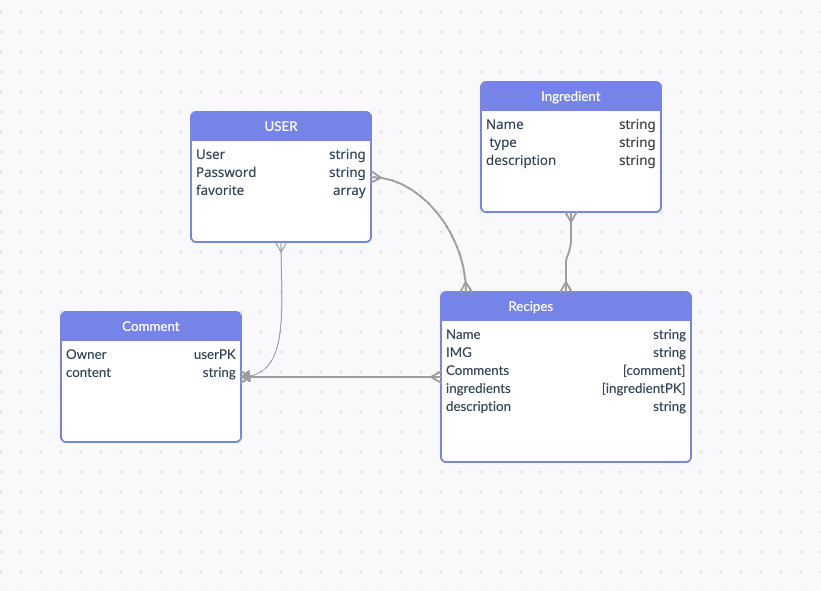 Ingredient
Name string
type string
description string
USER
User string
Password string
favorite array
Recipes
Name string
IMG string
Comments [comment]
ingredients [ingredientPK]
description string
Comment
Owner userPK
content string